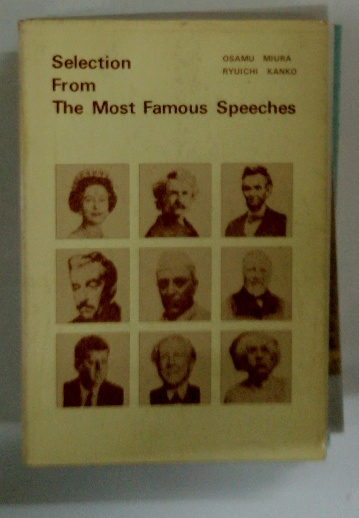 Selection
From
The Most Famous Speeches
OSAMU MIURA
RYUICHI KANKO